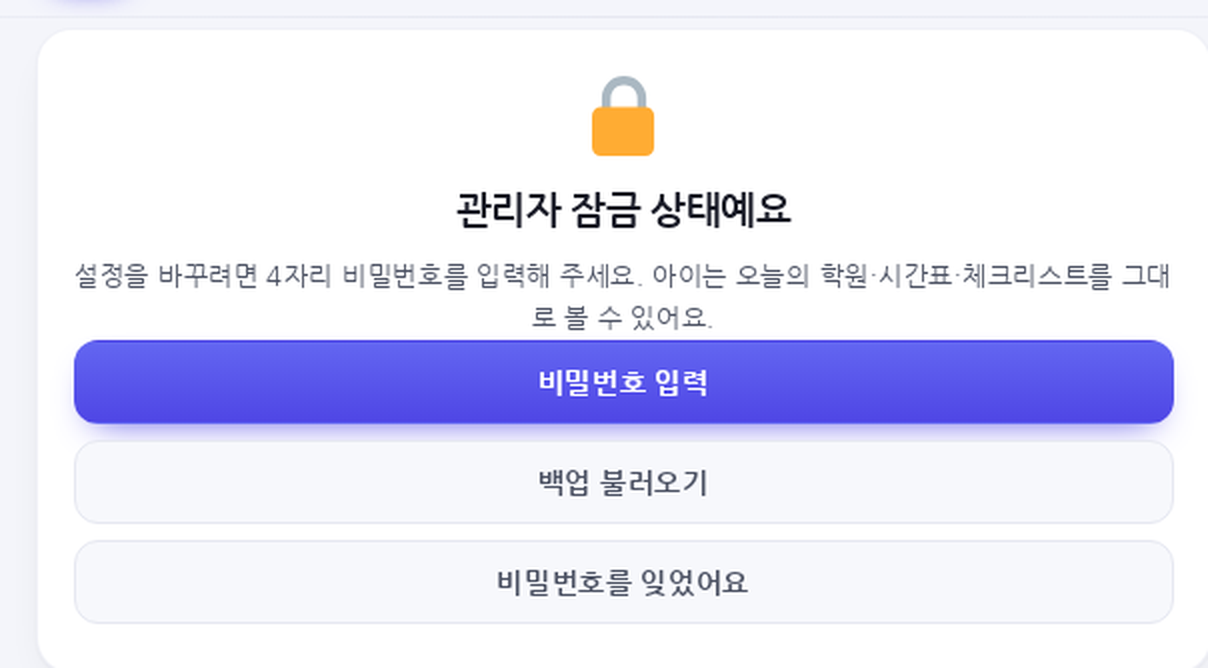 관리자 잠금 상태예요
설정을 바꾸려면 4자리 비밀번호를 입력해 주세요. 아이는 오늘의 학원·시간표·체크리스트를 그대
로 볼 수 있어요.
비밀번호 입력
백업 불러오기
비밀번호를 잊었어요